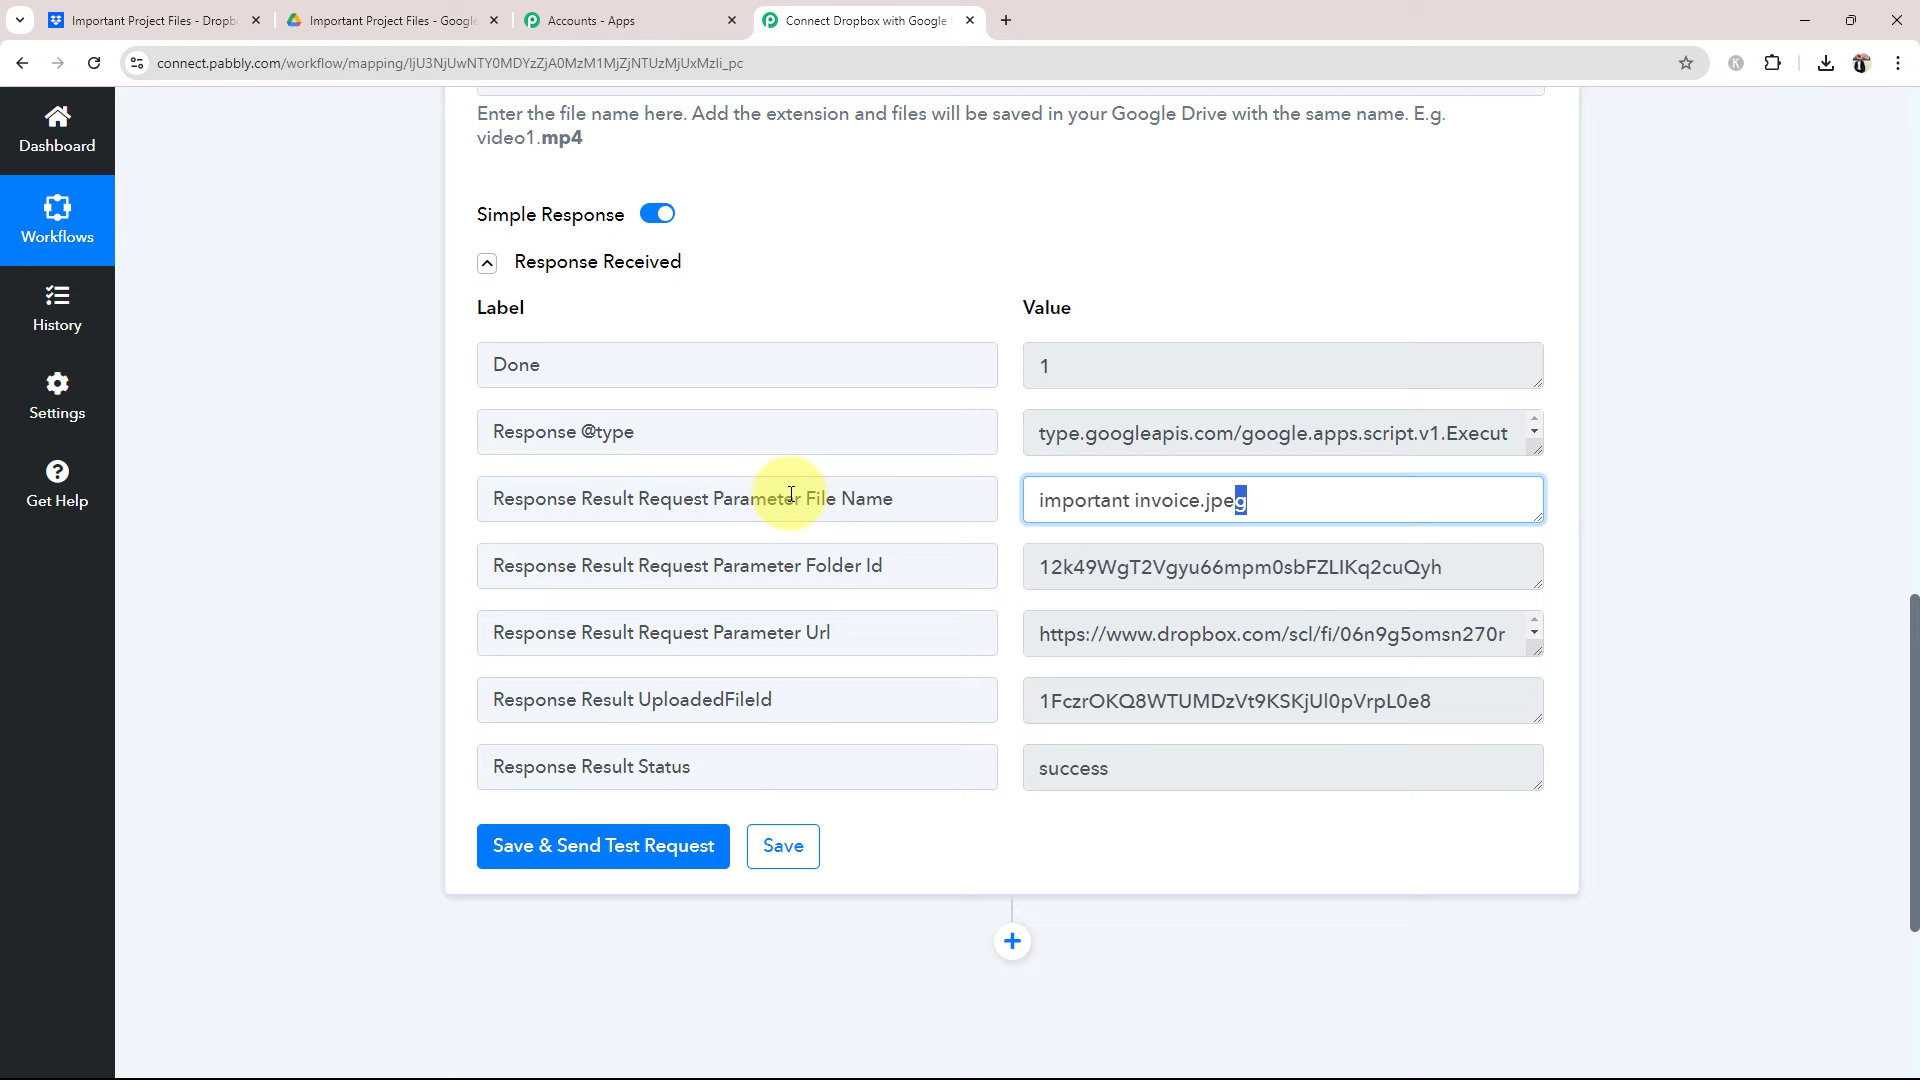 Important Project Files - Dropb
Important Project Files - Google
Accounts - Apps
Connect Dropbox with Google
connect.pabbly.com/workflow/mapping/IjU3NjUwNTY0MDYzZjA0MzM1MjZjNTUzMjUxMzIi_pc
K
Dashboard
Workflows
History
Settings
Get Help
Enter the file name here. Add the extension and files will be saved in your Google Drive with the same name. E.g.
video1.mp4
Simple Response
Response Received
Label
Value
Done
1
Response @type
type.googleapis.com/google.apps.script.v1.Execut
Response Result Request Parameter File Name
important invoice.jpeg
Response Result Request Parameter Folder Id
12k49WgT2Vgyu66mpm0sbFZLIKq2cuQyh
Response Result Request Parameter Url
https://www.dropbox.com/scl/fi/06n9g5omsn270r
Response Result UploadedFileId
1FczrOKQ8WTUMDzVt9KSKjUl0pVrpL0e8
Response Result Status
success
Save & Send Test Request
Save